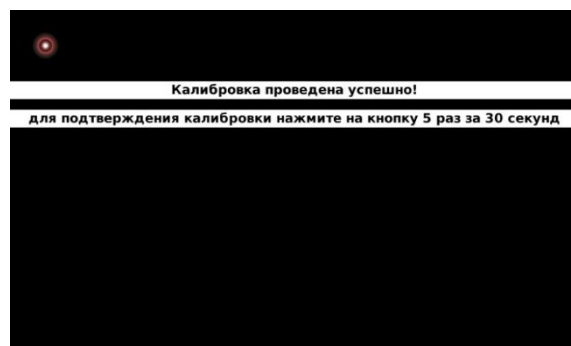 Калибровка проведена успешно!
для подтверждения калибровки нажмите на кнопку 5 раз за 30 секунд